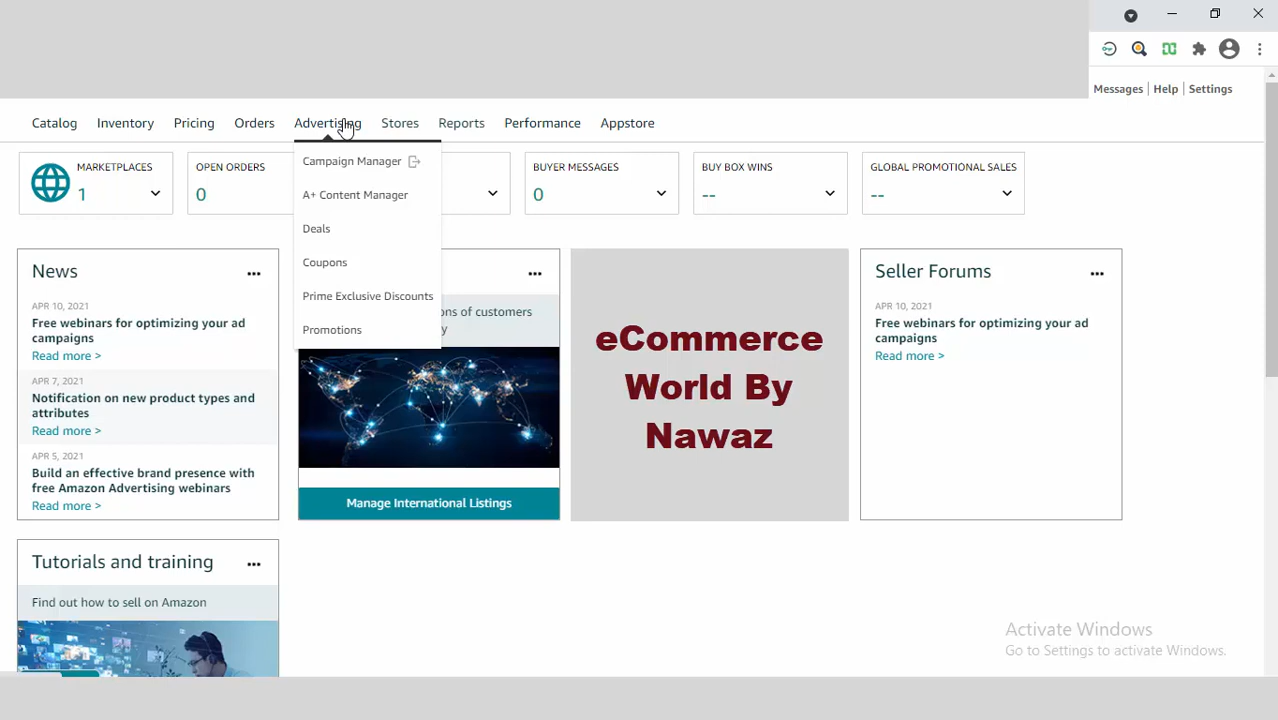 Messages | Help | Settings
Catalog Inventory Pricing Orders Advertising Stores Reports Performance Appstore
Campaign Manager
A+ Content Manager
Deals
Coupons
Prime Exclusive Discounts
Promotions
MARKETPLACES
1
OPEN ORDERS
0
BUYER MESSAGES
0
BUY BOX WINS
--
GLOBAL PROMOTIONAL SALES
--
News
APR 10, 2021
Free webinars for optimizing your ad
campaigns
Read more >
APR 7, 2021
Notification on new product types and
attributes
Read more >
APR 5, 2021
Build an effective brand presence with
free Amazon Advertising webinars
Read more >
ons of customers
y
Manage International Listings
eCommerce
World By
Nawaz
Seller Forums
APR 10, 2021
Free webinars for optimizing your ad
campaigns
Read more >
Tutorials and training
Find out how to sell on Amazon
Activate Windows
Go to Settings to activate Windows.